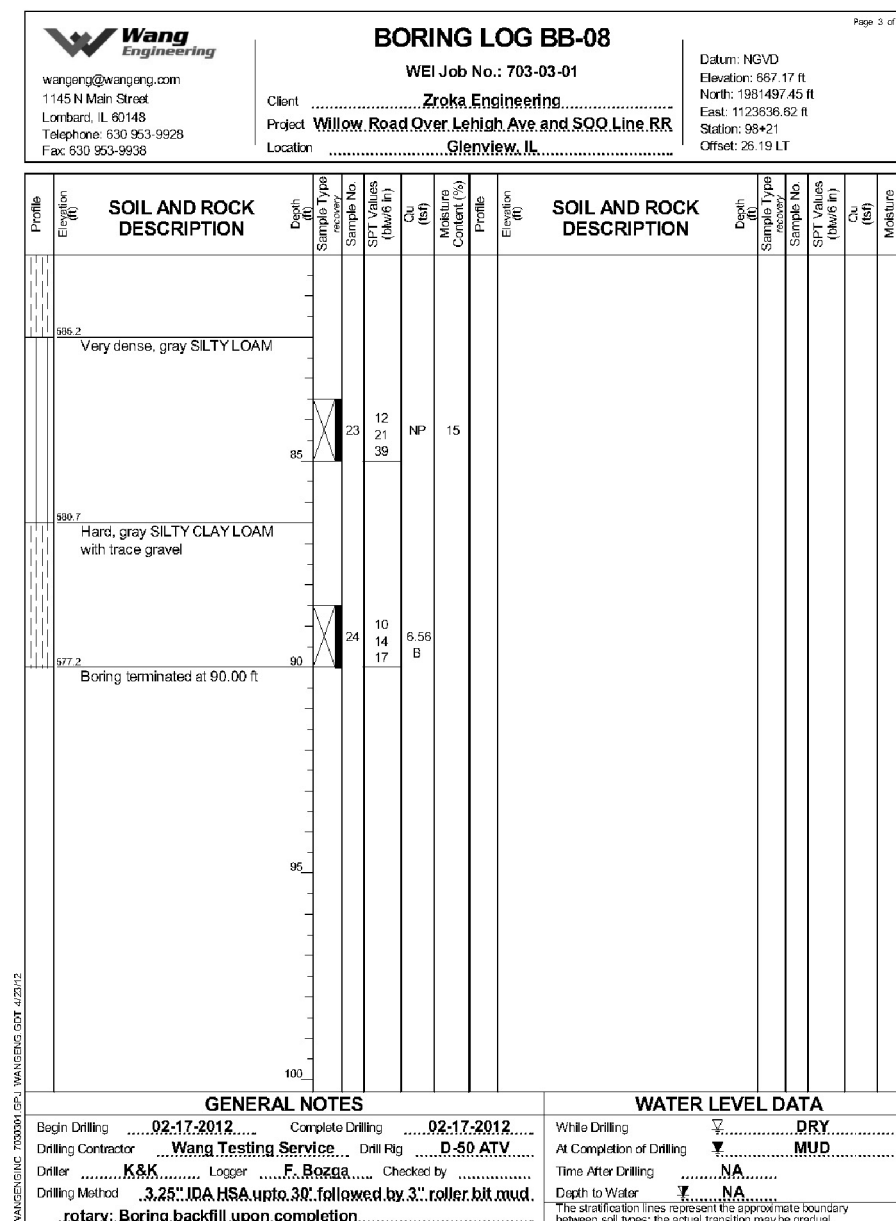 Page 3 of
Wang
Engineering
wangeng@wangeng.com
1145 N Main Street
Lombard, IL 60148
Telephone: 630 953-9928
Fax: 630 953-9938
BORING LOG BB-08
WEI Job No.: 703-03-01
Client Zroka Engineering
Project Willow Road Over Lehigh Ave and SOO Line RR
Location Glenview, IL
Datum: NGVD
Elevation: 667.17 ft
North: 1981497.45 ft
East: 1123636.62 ft
Station: 98+21
Offset: 26.19 LT
Profile
Elevation (ft)
SOIL AND ROCK
DESCRIPTION
Depth (ft)
Sample Type
recovery
Sample No.
SPT Values
(blw/6 in)
Qu
(tsf)
Moisture
Content (%)
Profile
Elevation (ft)
SOIL AND ROCK
DESCRIPTION
Depth (ft)
Sample Type
recovery
Sample No.
SPT Values
(blw/6 in)
Qu
(tsf)
Moisture
585.2
Very dense, gray SILTY LOAM
23
12
21
39
NP
15
85
580.7
Hard, gray SILTY CLAY LOAM
with trace gravel
24
10
14
17
6.56
B
577.2
90
Boring terminated at 90.00 ft
95
100
WANGENGINC 7030301.GPJ WANGENG.GDT 4/23/12
GENERAL NOTES
Begin Drilling 02-17-2012 Complete Drilling 02-17-2012
Drilling Contractor Wang Testing Service Drill Rig D-50 ATV
Driller K&K Logger F. Bozga Checked by
Drilling Method 3.25" IDA HSA upto 30' followed by 3" roller bit mud
rotary; Boring backfill upon completion
WATER LEVEL DATA
While Drilling DRY
At Completion of Drilling MUD
Time After Drilling NA
Depth to Water NA
The stratification lines represent the approximate boundary
between soil types; the actual transition may be gradual.